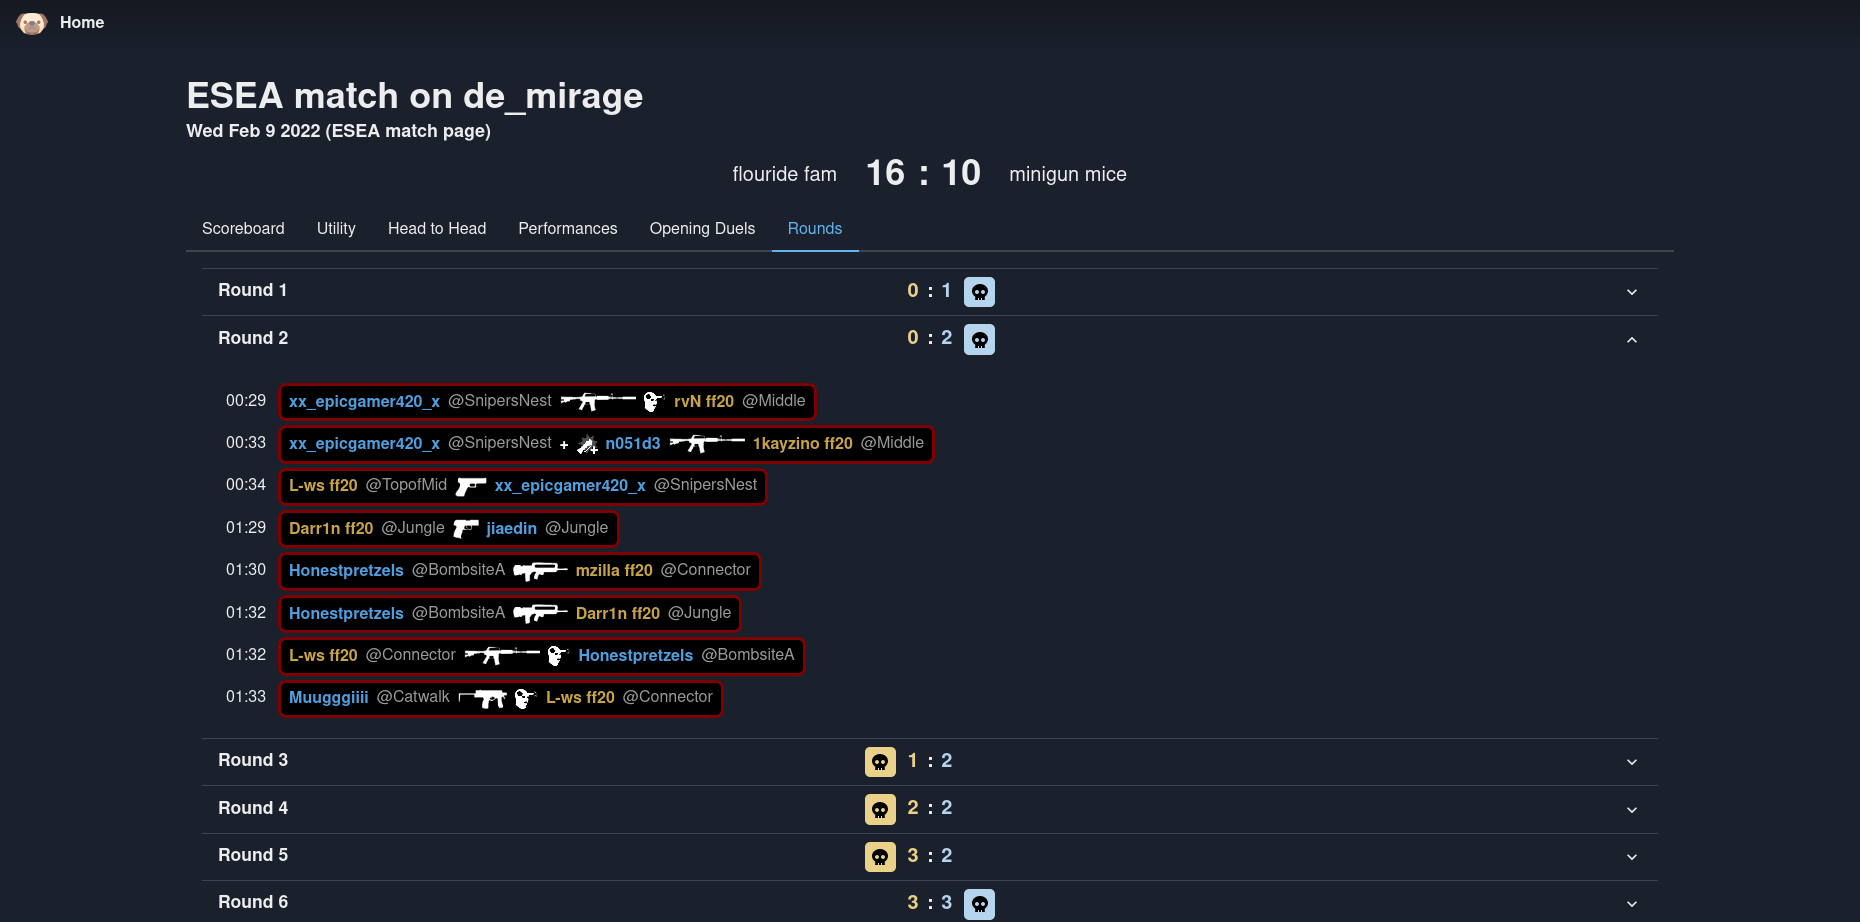 Home
ESEA match on de_mirage
Wed Feb 9 2022 (ESEA match page)
flouride fam 16 : 10 minigun mice
Scoreboard Utility Head to Head Performances Opening Duels Rounds
Round 1 0 : 1
Round 2 0 : 2
00:29 xx_epicgamer420_x @SnipersNest rvN ff20 @Middle
00:33 xx_epicgamer420_x @SnipersNest + n051d3 1kayzino ff20 @Middle
00:34 L-ws ff20 @TopofMid xx_epicgamer420_x @SnipersNest
01:29 Darr1n ff20 @Jungle jiaedin @Jungle
01:30 Honestpretzels @BombsiteA mzilla ff20 @Connector
01:32 Honestpretzels @BombsiteA Darr1n ff20 @Jungle
01:32 L-ws ff20 @Connector Honestpretzels @BombsiteA
01:33 Muugggiiii @Catwalk L-ws ff20 @Connector
Round 3 1 : 2
Round 4 2 : 2
Round 5 3 : 2
Round 6 3 : 3